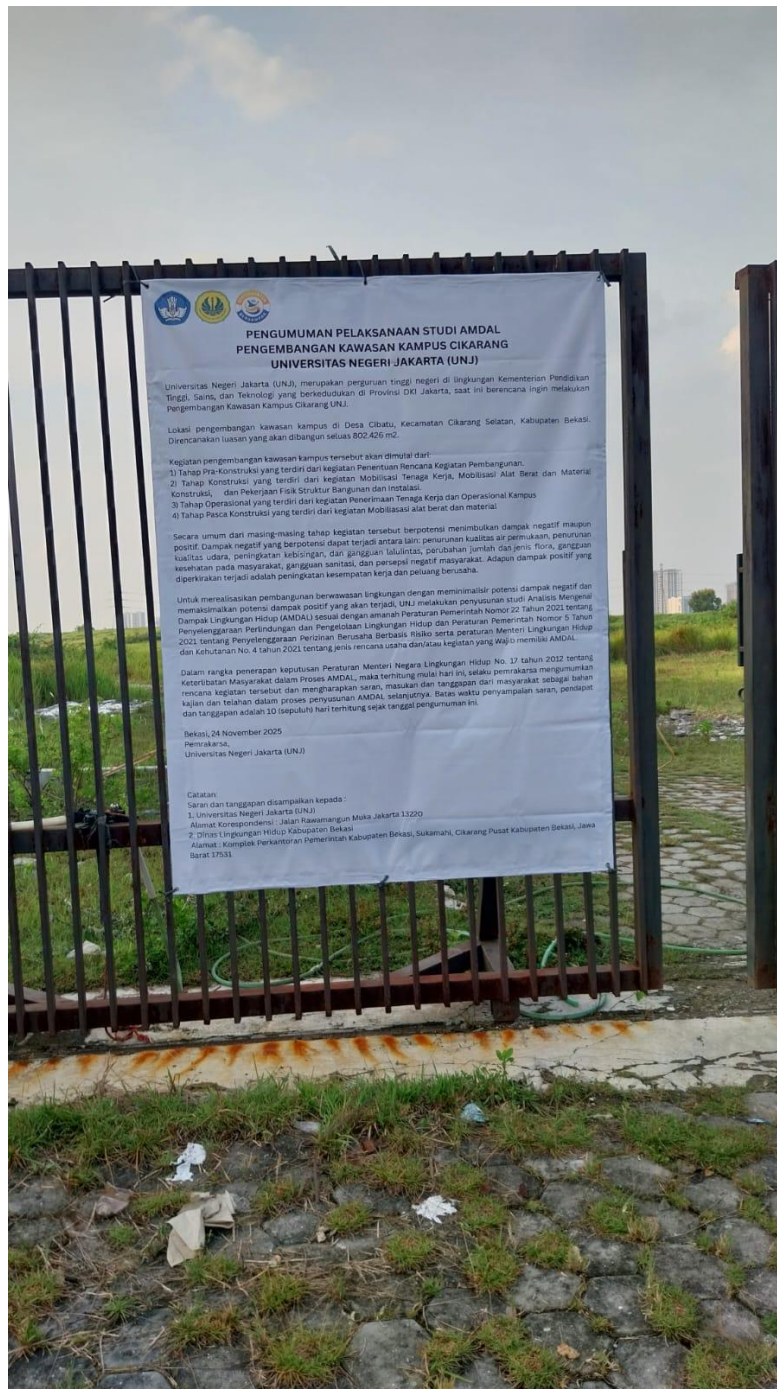 PENGUMUMAN PELAKSANAAN STUDI AMDAL
PENGEMBANGAN KAWASAN KAMPUS CIKARANG
UNIVERSITAS NEGERI JAKARTA (UNJ)
Universitas Negeri Jakarta (UNJ), merupakan perguruan tinggi negeri di lingkungan Kementerian Pendidikan
Tinggi, Sains, dan Teknologi yang berkedudukan di Provinsi DKI Jakarta, saat ini berencana ingin melakukan
Pengembangan Kawasan Kampus Cikarang UNJ.
Lokasi pengembangan kawasan kampus di Desa Cibatu, Kecamatan Cikarang Selatan, Kabupaten Bekasi.
Direncanakan luasan yang akan dibangun seluas 802.426 m2.
Kegiatan pengembangan kawasan kampus tersebut akan dimulai dari:
1) Tahap Pra-Konstruksi yang terdiri dari kegiatan Penentuan Rencana Kegiatan Pembangunan.
2) Tahap Konstruksi yang terdiri dari kegiatan Mobilisasi Tenaga Kerja, Mobilisasi Alat Berat dan Material
Konstruksi, dan Pekerjaan Fisik Struktur Bangunan dan Instalasi.
3) Tahap Operasional yang terdiri dari kegiatan Penerimaan Tenaga Kerja dan Operasional Kampus
4) Tahap Pasca Konstruksi yang terdiri dari kegiatan Mobiliasasi alat berat dan material
Secara umum dari masing-masing tahap kegiatan tersebut berpotensi menimbulkan dampak negatif maupun
positif. Dampak negatif yang berpotensi dapat terjadi antara lain: penurunan kualitas air permukaan, penurunan
kualitas udara, peningkatan kebisingan, dan gangguan lalulintas, perubahan jumlah dan jenis flora, gangguan
kesehatan pada masyarakat, gangguan sanitasi, dan persepsi negatif masyarakat. Adapun dampak positif yang
diperkirakan terjadi adalah peningkatan kesempatan kerja dan peluang berusaha.
Untuk merealisasikan pembangunan berwawasan lingkungan dengan meminimalisir potensi dampak negatif dan
memaksimalkan potensi dampak positif yang akan terjadi, UNJ melakukan penyusunan studi Analisis Mengenai
Dampak Lingkungan Hidup (AMDAL) sesuai dengan amanah Peraturan Pemerintah Nomor 22 Tahun 2021 tentang
Penyelenggaraan Perlindungan dan Pengelolaan Lingkungan Hidup dan Peraturan Pemerintah Nomor 5 Tahun
2021 tentang Penyelenggaraan Perizinan Berusaha Berbasis Risiko serta peraturan Menteri Lingkungan Hidup
dan Kehutanan No. 4 tahun 2021 tentang jenis rencana usaha dan/atau kegiatan yang Wajib memiliki AMDAL.
Dalam rangka penerapan keputusan Peraturan Menteri Negara Lingkungan Hidup No. 17 tahun 2012 tentang
Keterlibatan Masyarakat dalam Proses AMDAL, maka terhitung mulai hari ini, selaku pemrakarsa mengumumkan
rencana kegiatan tersebut dan mengharapkan saran, masukan dan tanggapan dari masyarakat sebagai bahan
kajian dan telahan dalam proses penyusunan AMDAL selanjutnya. Batas waktu penyampaian saran, pendapat
dan tanggapan adalah 10 (sepuluh) hari terhitung sejak tanggal pengumuman ini.
Bekasi, 24 November 2025
Pemrakarsa,
Universitas Negeri Jakarta (UNJ)
Catatan:
Saran dan tanggapan disampaikan kepada :
1. Universitas Negeri Jakarta (UNJ)
Alamat Korespondensi : Jalan Rawamangun Muka Jakarta 13220
2. Dinas Lingkungan Hidup Kabupaten Bekasi
Alamat : Komplek Perkantoran Pemerintah Kabupaten Bekasi, Sukamahi, Cikarang Pusat Kabupaten Bekasi, Jawa
Barat 17531